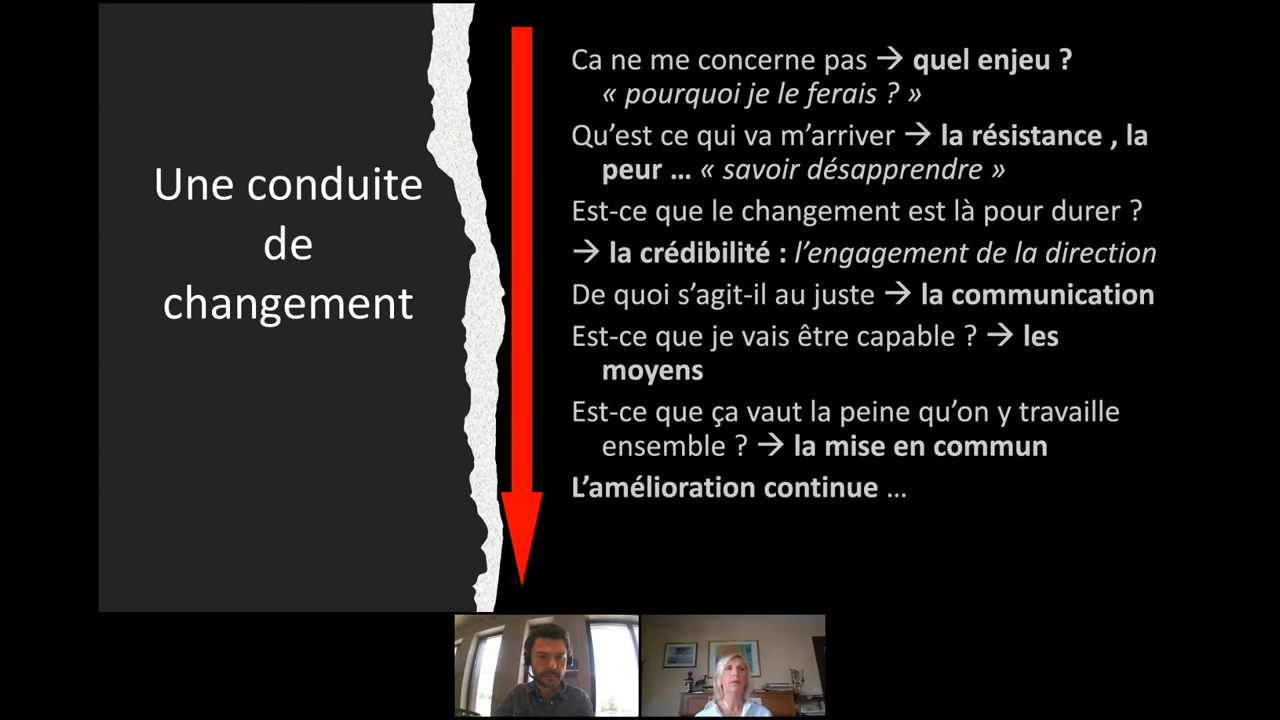 Une conduite
de
changement
Ca ne me concerne pas → quel enjeu ?
« pourquoi je le ferais ? »
Qu’est ce qui va m’arriver → la résistance , la
peur … « savoir désapprendre »
Est-ce que le changement est là pour durer ?
→ la crédibilité : l’engagement de la direction
De quoi s’agit-il au juste → la communication
Est-ce que je vais être capable ? → les
moyens
Est-ce que ça vaut la peine qu’on y travaille
ensemble ? → la mise en commun
L’amélioration continue …